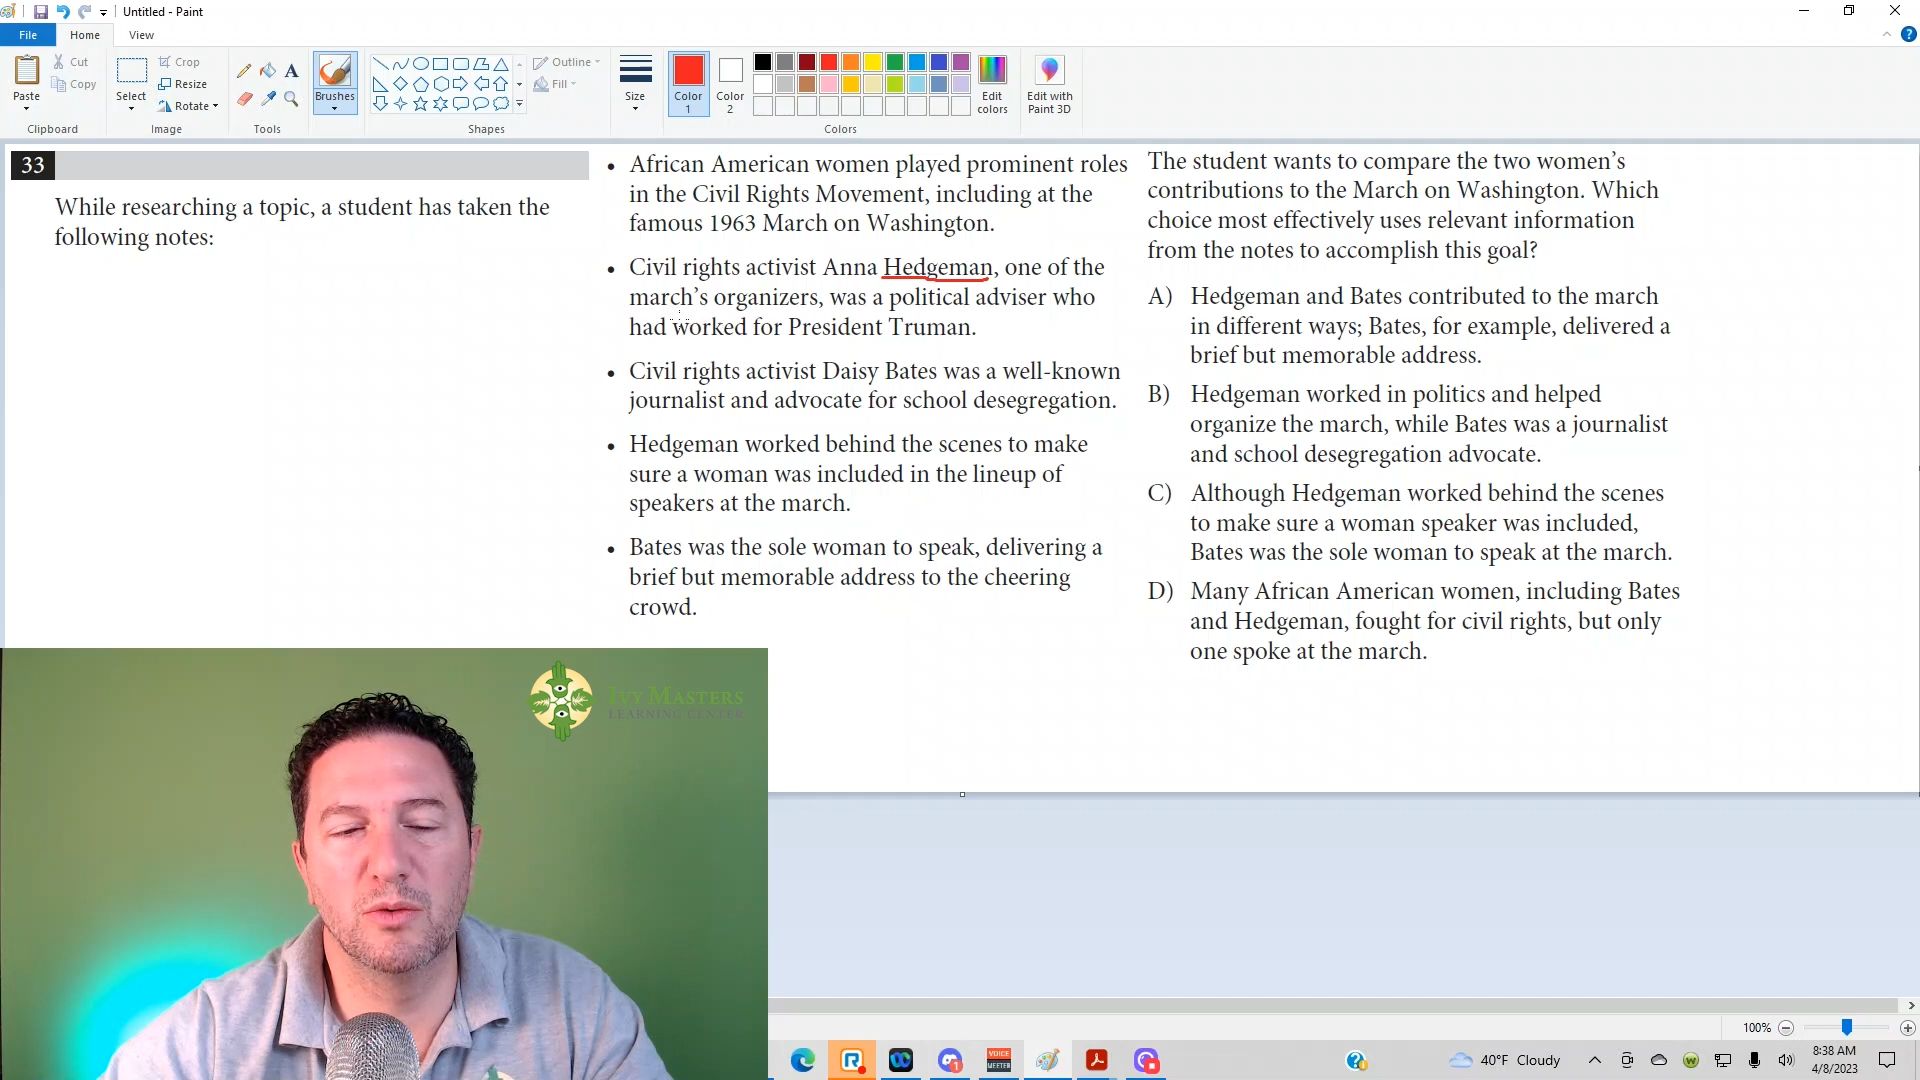 Untitled - Paint
File
Home
View
Paste
Cut
Copy
Clipboard
Select
Crop
Resize
Rotate
Image
A
Tools
Brushes
Shapes
Outline
Fill
Size
Color
1
Color
2
Edit
colors
Colors
Edit with
Paint 3D
33
While researching a topic, a student has taken the
following notes:
• African American women played prominent roles
in the Civil Rights Movement, including at the
famous 1963 March on Washington.
• Civil rights activist Anna Hedgeman, one of the
march’s organizers, was a political adviser who
had worked for President Truman.
• Civil rights activist Daisy Bates was a well-known
journalist and advocate for school desegregation.
• Hedgeman worked behind the scenes to make
sure a woman was included in the lineup of
speakers at the march.
• Bates was the sole woman to speak, delivering a
brief but memorable address to the cheering
crowd.
The student wants to compare the two women’s
contributions to the March on Washington. Which
choice most effectively uses relevant information
from the notes to accomplish this goal?
A) Hedgeman and Bates contributed to the march
in different ways; Bates, for example, delivered a
brief but memorable address.
B) Hedgeman worked in politics and helped
organize the march, while Bates was a journalist
and school desegregation advocate.
C) Although Hedgeman worked behind the scenes
to make sure a woman speaker was included,
Bates was the sole woman to speak at the march.
D) Many African American women, including Bates
and Hedgeman, fought for civil rights, but only
one spoke at the march.
IVY MASTERS
LEARNING CENTER
100%
VOICE
MEETER
40°F Cloudy
8:38 AM
4/8/2023